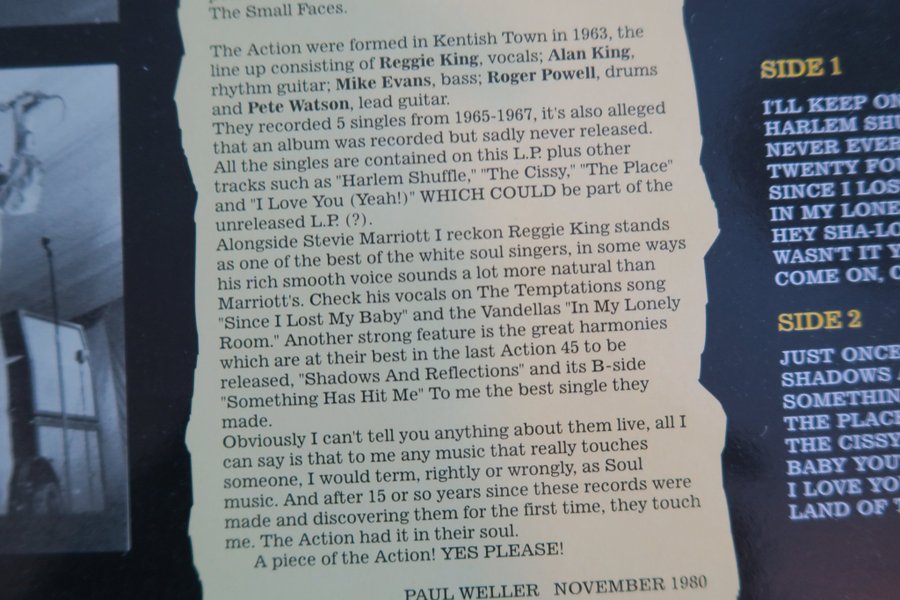 The Small Faces.
The Action were formed in Kentish Town in 1963, the
line up consisting of Reggie King, vocals; Alan King,
rhythm guitar; Mike Evans, bass; Roger Powell, drums
and Pete Watson, lead guitar.
They recorded 5 singles from 1965-1967, it's also alleged
that an album was recorded but sadly never released.
All the singles are contained on this L.P. plus other
tracks such as "Harlem Shuffle," "The Cissy," "The Place"
and "I Love You (Yeah!)" WHICH COULD be part of the
unreleased L.P. (?).
Alongside Stevie Marriott I reckon Reggie King stands
as one of the best of the white soul singers, in some ways
his rich smooth voice sounds a lot more natural than
Marriott's. Check his vocals on The Temptations song
"Since I Lost My Baby" and the Vandellas "In My Lonely
Room." Another strong feature is the great harmonies
which are at their best in the last Action 45 to be
released, "Shadows And Reflections" and its B-side
"Something Has Hit Me" To me the best single they
made.
Obviously I can't tell you anything about them live, all I
can say is that to me any music that really touches
someone, I would term, rightly or wrongly, as Soul
music. And after 15 or so years since these records were
made and discovering them for the first time, they touch
me. The Action had it in their soul.
A piece of the Action! YES PLEASE!
PAUL WELLER NOVEMBER 1980
SIDE 1
I'LL KEEP ON
HARLEM SHU
NEVER EVER
TWENTY FOU
SINCE I LOS
IN MY LONE
HEY SHA-LO
WASN'T IT Y
COME ON, C
SIDE 2
JUST ONCE
SHADOWS A
SOMETHIN
THE PLACE
THE CISSY
BABY YOU
I LOVE YO
LAND OF